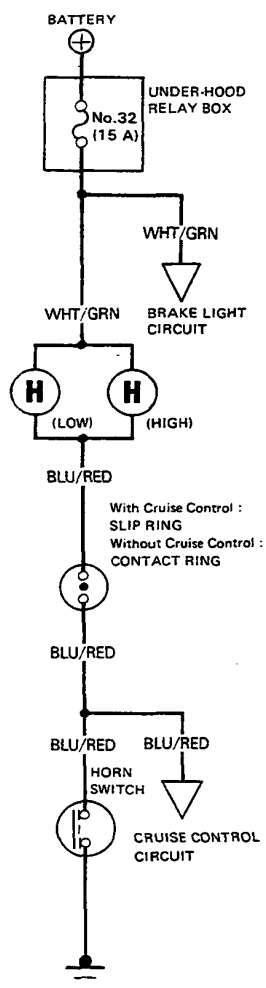 BATTERY
UNDER-HOOD
RELAY BOX
No.32
(15 A)
WHT/GRN
BRAKE LIGHT
CIRCUIT
WHT/GRN
H
H
(LOW)
(HIGH)
BLU/RED
With Cruise Control :
SLIP RING
Without Cruise Control :
CONTACT RING
BLU/RED
BLU/RED
BLU/RED
HORN
SWITCH
CRUISE CONTROL
CIRCUIT